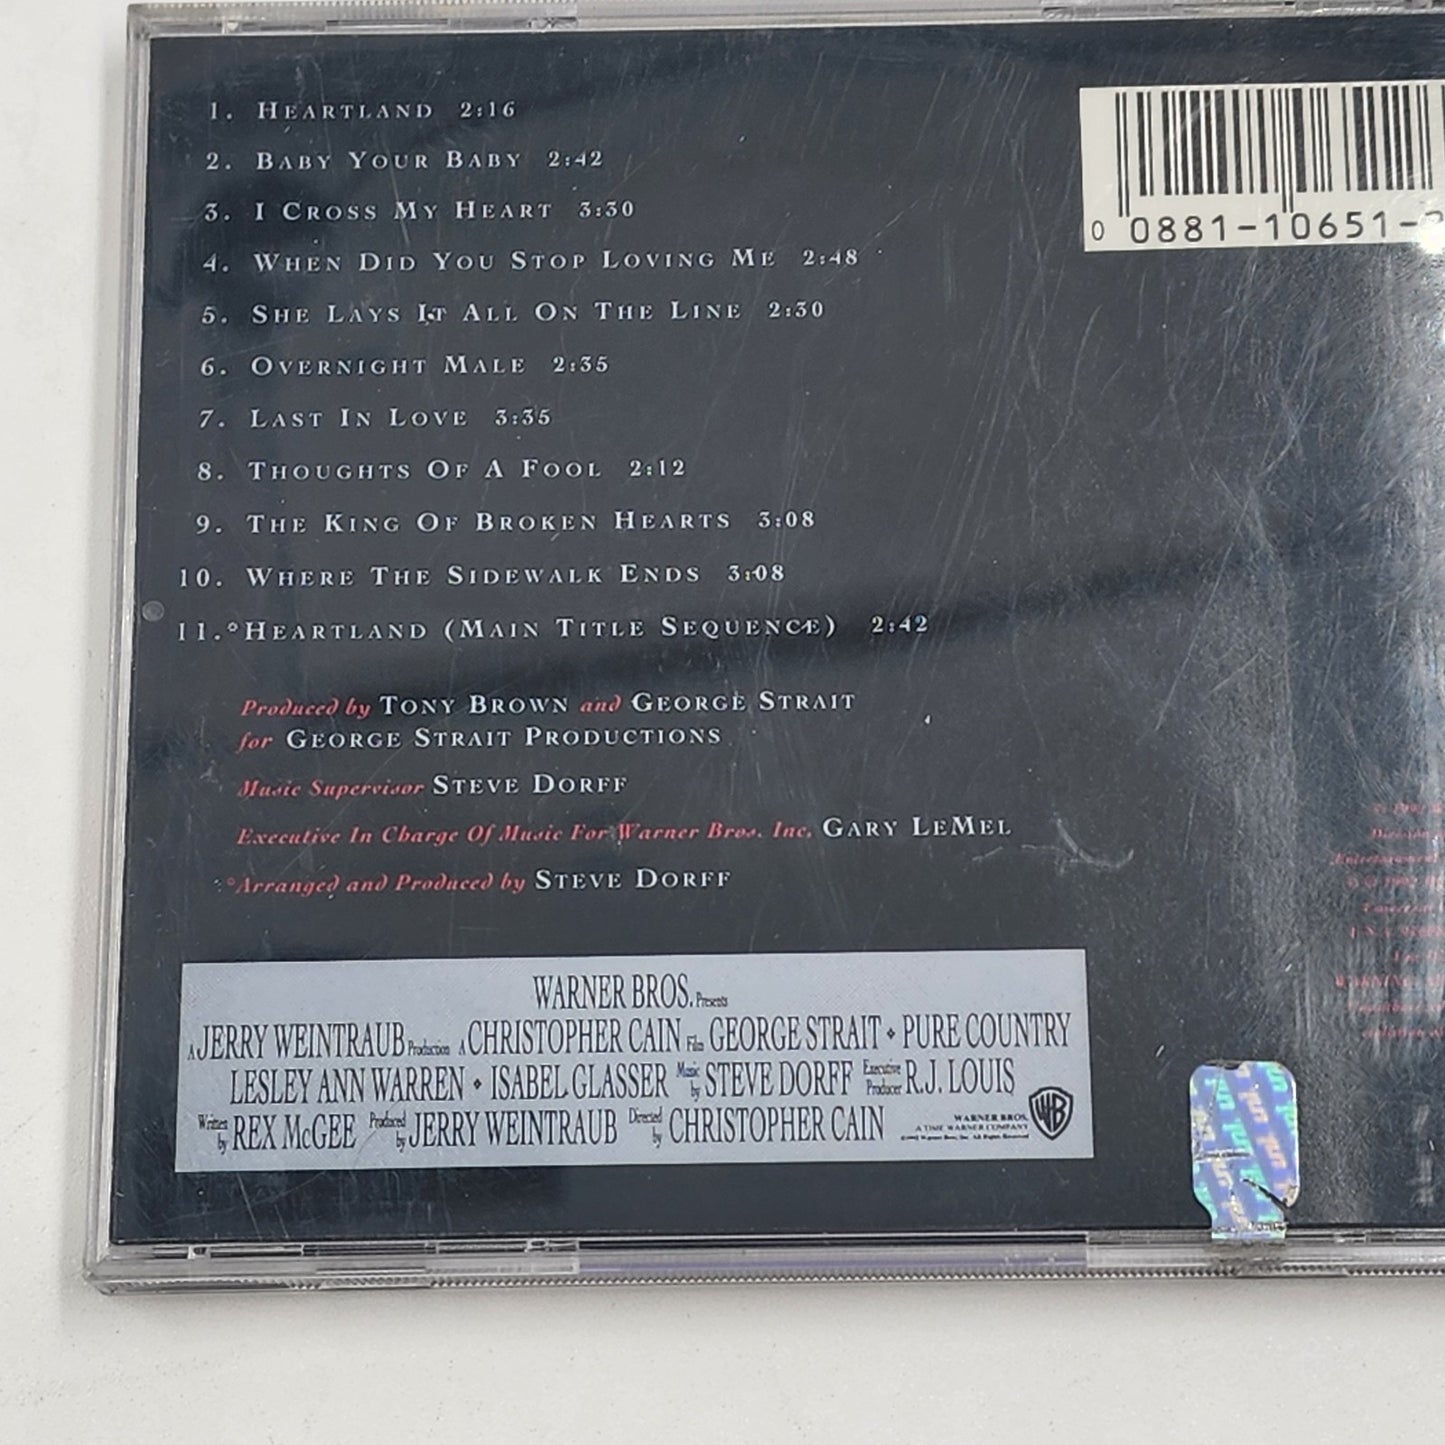 1. HEARTLAND 2:16
2. BABY YOUR BABY 2:42
3. I CROSS MY HEART 3:30
4. WHEN DID YOU STOP LOVING ME 2:48
5. SHE LAYS IT ALL ON THE LINE 2:30
6. OVERNIGHT MALE 2:35
7. LAST IN LOVE 3:35
8. THOUGHTS OF A FOOL 2:12
9. THE KING OF BROKEN HEARTS 3:08
10. WHERE THE SIDEWALK ENDS 3:08
11.°HEARTLAND (MAIN TITLE SEQUENCE) 2:42
0 0881-10651-2
Produced by TONY BROWN and GEORGE STRAIT
for GEORGE STRAIT PRODUCTIONS
Music Supervisor STEVE DORFF
Executive In Charge Of Music For Warner Bros. Inc. GARY LEMEL
°Arranged and Produced by STEVE DORFF
WARNER BROS. Presents
A JERRY WEINTRAUB Production A CHRISTOPHER CAIN Film GEORGE STRAIT • PURE COUNTRY
LESLEY ANN WARREN • ISABEL GLASSER Music by STEVE DORFF Executive Producer R.J. LOUIS
Written by REX McGEE Produced by JERRY WEINTRAUB Directed by CHRISTOPHER CAIN
WARNER BROS.
A TIME WARNER COMPANY
©1992 Warner Bros. Inc. All Rights Reserved
WB